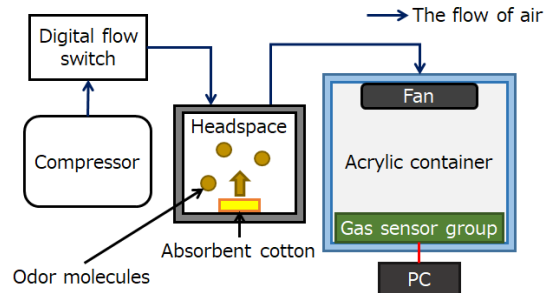 The flow of air
Digital flow
switch
Fan
Headspace
Compressor
Acrylic container
Gas sensor group
Absorbent cotton
Odor molecules
PC